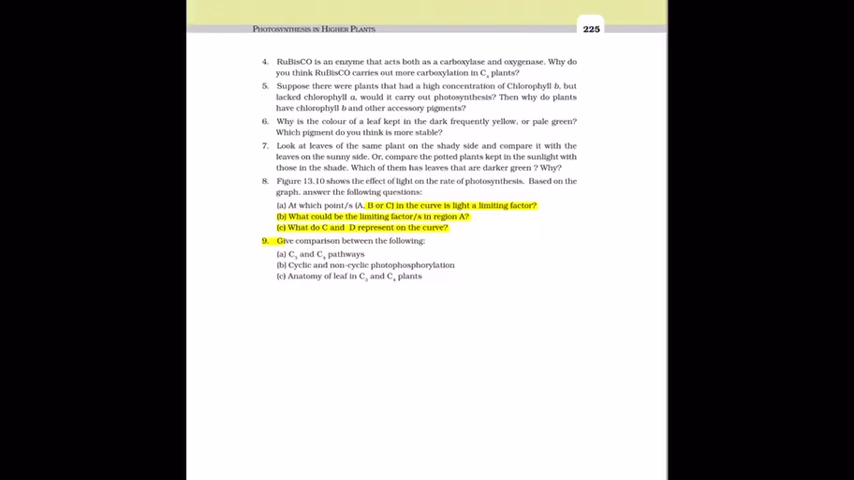 PHOTOSYNTHESIS IN HIGHER PLANTS
225
4. RuBisCO is an enzyme that acts both as a carboxylase and oxygenase. Why do
you think RuBisCO carries out more carboxylation in C₄ plants?
5. Suppose there were plants that had a high concentration of Chlorophyll b, but
lacked chlorophyll a, would it carry out photosynthesis? Then why do plants
have chlorophyll b and other accessory pigments?
6. Why is the colour of a leaf kept in the dark frequently yellow, or pale green?
Which pigment do you think is more stable?
7. Look at leaves of the same plant on the shady side and compare it with the
leaves on the sunny side. Or, compare the potted plants kept in the sunlight with
those in the shade. Which of them has leaves that are darker green ? Why?
8. Figure 13.10 shows the effect of light on the rate of photosynthesis. Based on the
graph, answer the following questions:
(a) At which point/s (A, B or C) in the curve is light a limiting factor?
(b) What could be the limiting factor/s in region A?
(c) What do C and D represent on the curve?
9. Give comparison between the following:
(a) C₃ and C₄ pathways
(b) Cyclic and non-cyclic photophosphorylation
(c) Anatomy of leaf in C₃ and C₄ plants